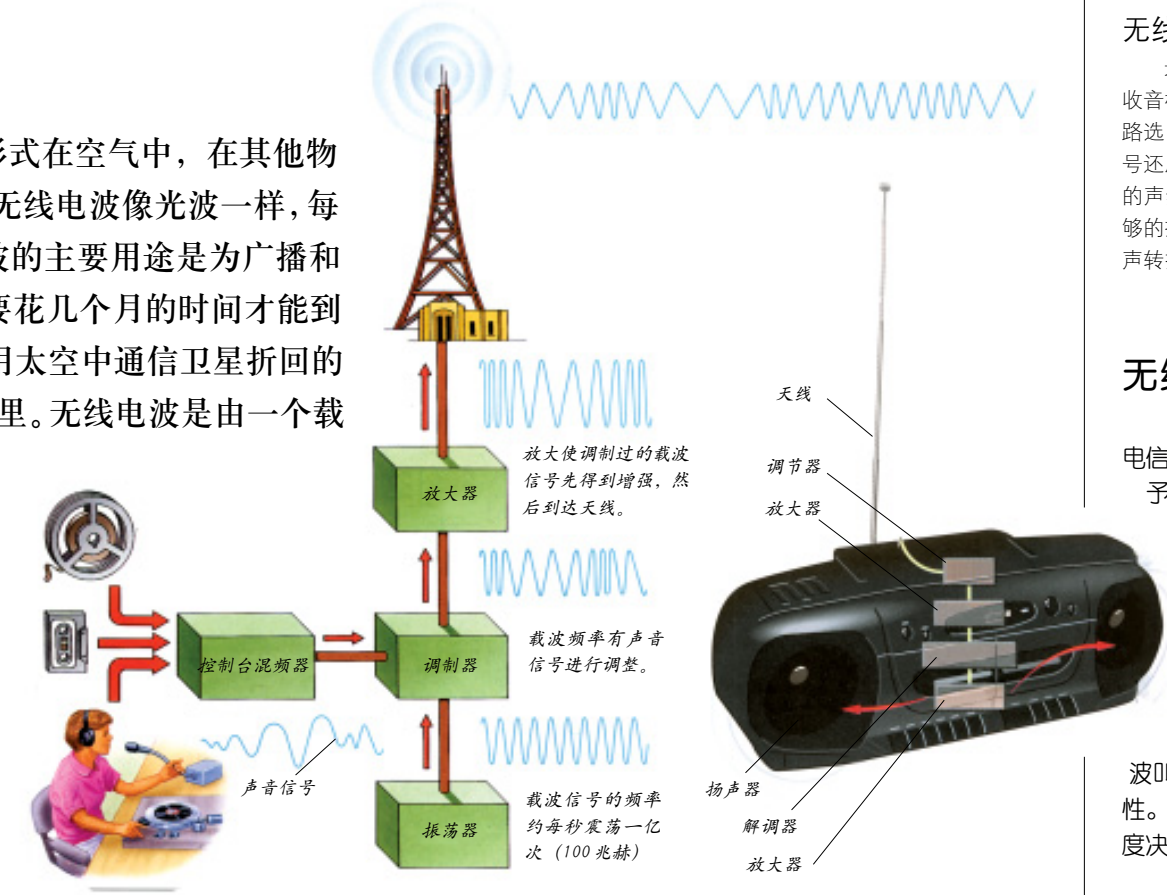 形式在空气中，在其他物
无线电波像光波一样，每
波的主要用途是为广播和
要花几个月的时间才能到
用太空中通信卫星折回的
里。无线电波是由一个载
放大器
放大使调制过的载波
信号先得到增强，然
后到达天线。
控制台混频器
调制器
载波频率有声音
信号进行调整。
声音信号
振荡器
载波信号的频率
约每秒震荡一亿
次（100兆赫）
天线
调节器
放大器
扬声器
解调器
放大器
无线
收音机
路选
号还
的声
够的
声转
无线
电信
予
波叫
性。
度决